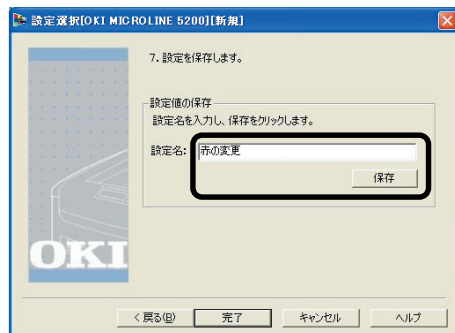 設定選択[OKI MICROLINE 5200][新規]
7. 設定を保存します。
設定値の保存
設定名を入力し、保存をクリックします。
設定名: 赤の変更
保存
OKI
< 戻る(B) 完了 キャンセル ヘルプ